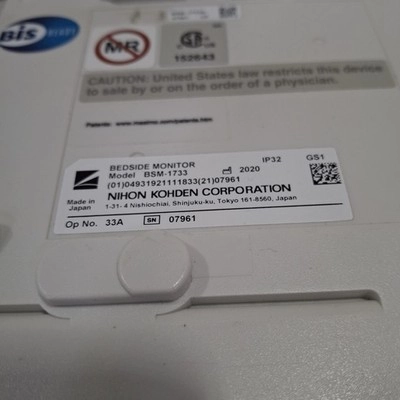 BIS READY
MR
152643
CAUTION: United States law restricts this device
to sale by or on the order of a physician.
Patents: www.masimo.com/patents.htm
BEDSIDE MONITOR IP32 GS1
Model BSM-1733 2020
(01)04931921111833(21)07961
Made in Japan
NIHON KOHDEN CORPORATION
1-31-4 Nishiochiai, Shinjuku-ku, Tokyo 161-8560, Japan
Op No. 33A SN 07961